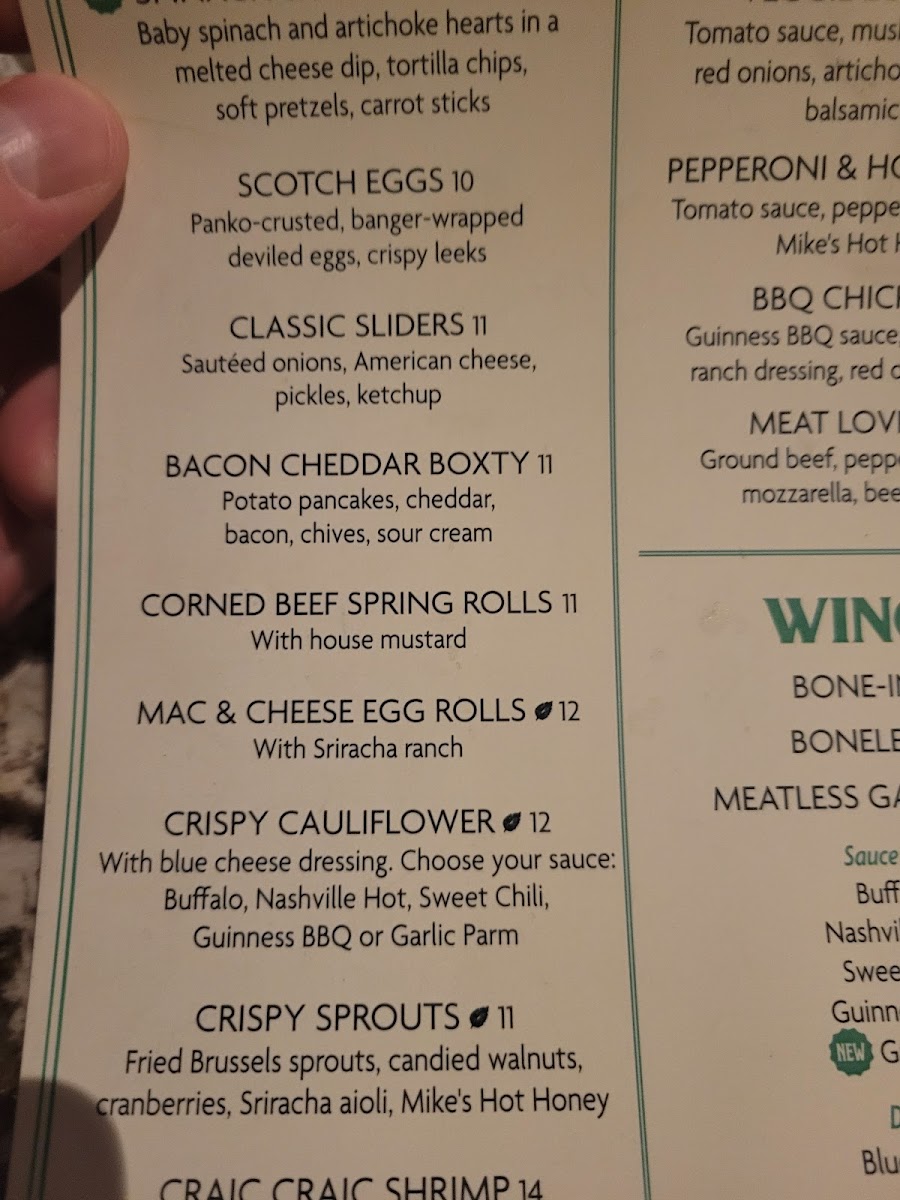 Baby spinach and artichoke hearts in a
melted cheese dip, tortilla chips,
soft pretzels, carrot sticks
SCOTCH EGGS 10
Panko-crusted, banger-wrapped
deviled eggs, crispy leeks
CLASSIC SLIDERS 11
Sautéed onions, American cheese,
pickles, ketchup
BACON CHEDDAR BOXTY 11
Potato pancakes, cheddar,
bacon, chives, sour cream
CORNED BEEF SPRING ROLLS 11
With house mustard
MAC & CHEESE EGG ROLLS 12
With Sriracha ranch
CRISPY CAULIFLOWER 12
With blue cheese dressing. Choose your sauce:
Buffalo, Nashville Hot, Sweet Chili,
Guinness BBQ or Garlic Parm
CRISPY SPROUTS 11
Fried Brussels sprouts, candied walnuts,
cranberries, Sriracha aioli, Mike's Hot Honey
CRAIC CRAIC SHRIMP 14
Tomato sauce,
red onions,
balsamic
PEPPERONI &
Tomato sauce,
Mike's Hot
BBQ
Guinness BBQ sauce,
ranch dressing, red
MEAT
Ground beef,
mozzarella,
MEATLESS
Sauce
NEW